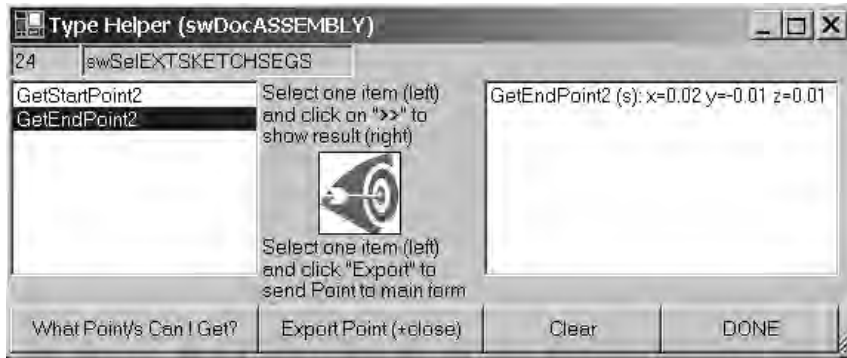 Type Helper (swDocASSEMBLY)
24 swSelEXTSKETCHSEGS
GetStartPoint2
GetEndPoint2
Select one item (left)
and click on ">>" to
show result (right)
Select one item (left)
and click "Export" to
send Point to main form
GetEndPoint2 (s): x=0.02 y=-0.01 z=0.01
What Point/s Can I Get? Export Point (+close) Clear DONE